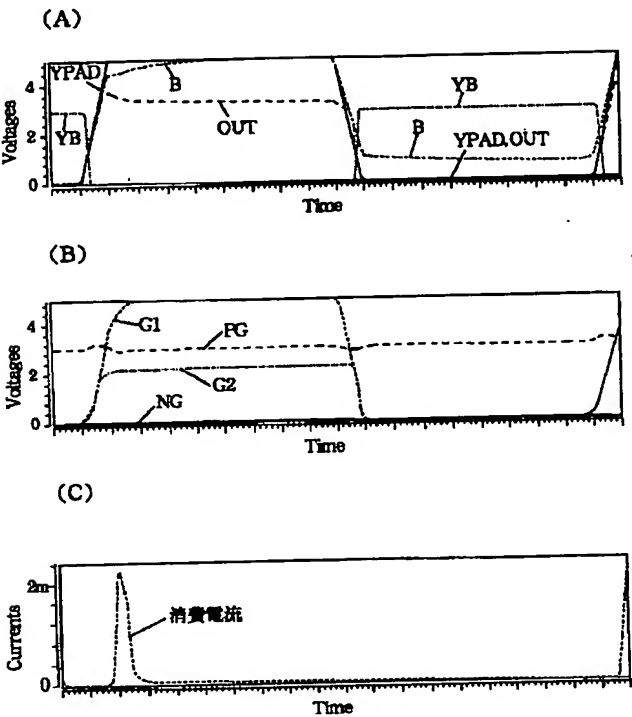 (A)
Voltages
4
2
0
YPAD
B
OUT
YB
YB
B
YPAD,OUT
Time
(B)
Voltages
4
2
0
G1
PG
G2
NG
Time
(C)
Currents
2m
0
消費電流
Time